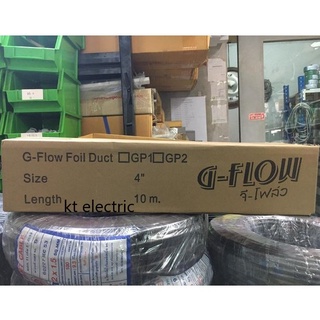 kt electric
G-Flow Foil Duct □GP1□GP2
Size 4"
Length 10 m.
G-FLOW
จี-โฟล่ว